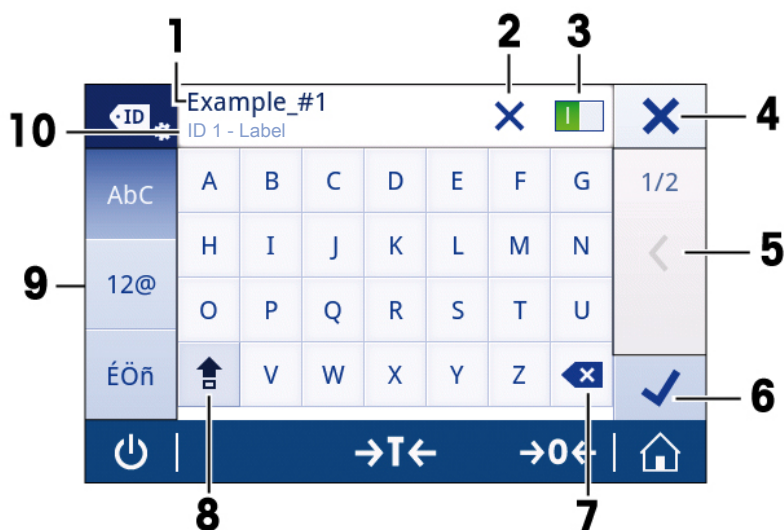 1 2 3
Example_#1
ID
ID 1 - Label
10 4
AbC A B C D E F G 1/2
H I J K L M N 5
9 12@
O P Q R S T U
ÉÖñ V W X Y Z 6
→T← →0←
8 7